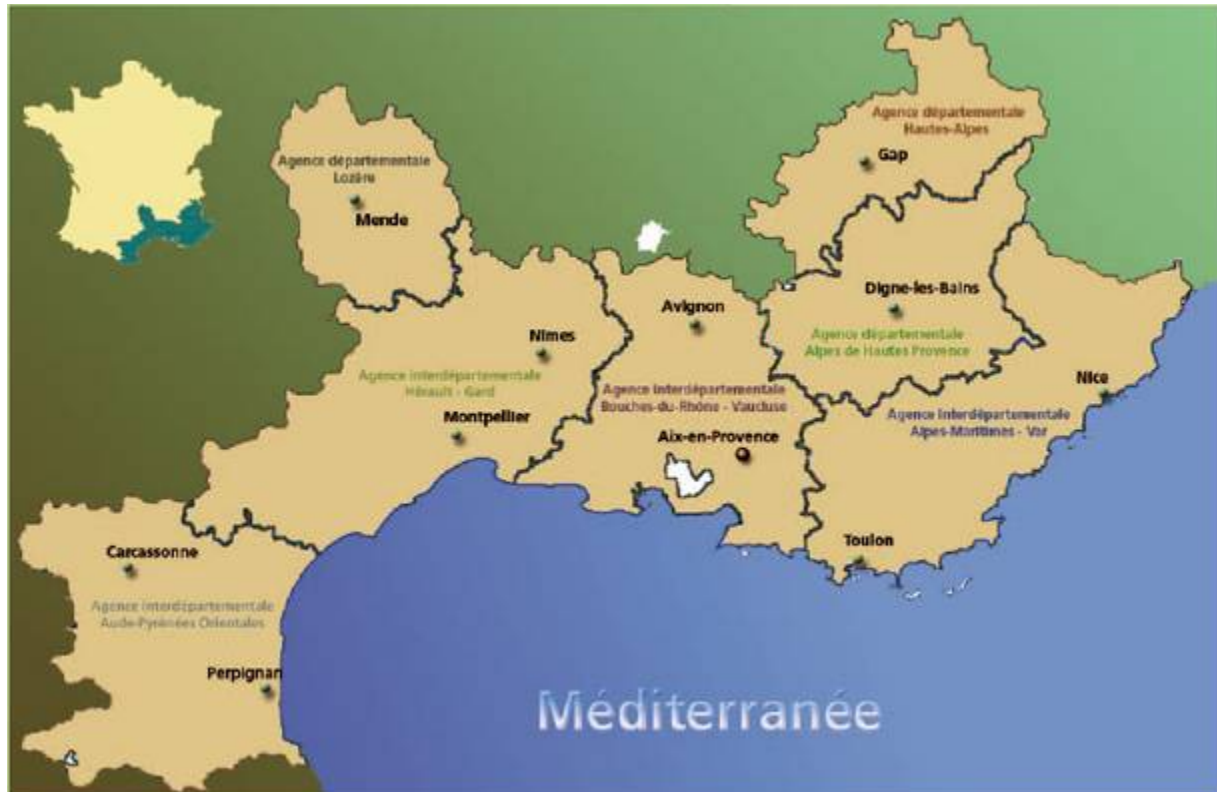 Agence départementale
Hautes-Alpes
Gap
Agence départementale
Lozère
Mende
Digne-les-Bains
Agence départementale
Alpes de Hautes Provence
Avignon
Nîmes
Agence Interdépartementale
Hérault - Gard
Montpellier
Agence Interdépartementale
Bouches-du-Rhône - Vaucluse
Aix-en-Provence
Nice
Agence Interdépartementale
Alpes-Maritimes - Var
Toulon
Carcassonne
Agence Interdépartementale
Aude-Pyrénées Orientales
Perpignan
Méditerranée